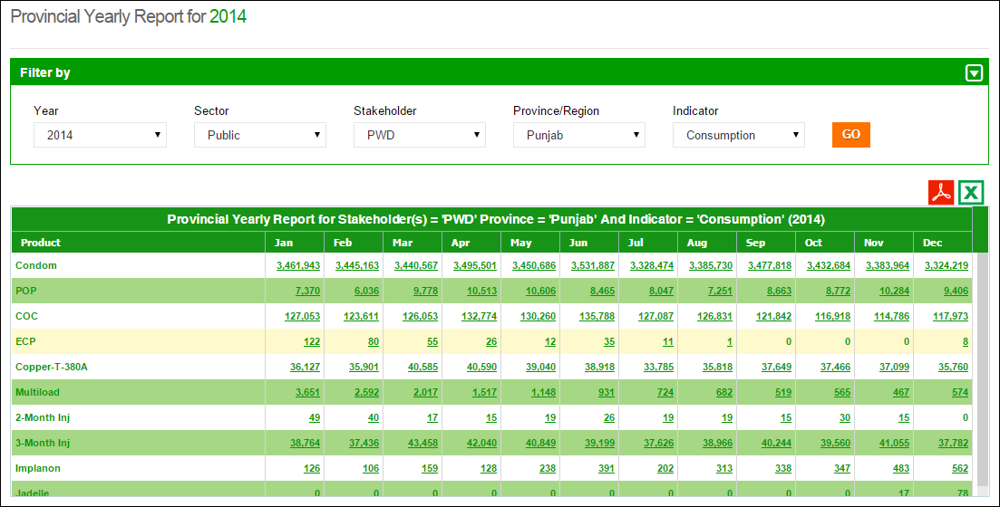 Provincial Yearly Report for 2014
Filter by
Year Sector Stakeholder Province/Region Indicator
2014 Public PWD Punjab Consumption GO
Provincial Yearly Report for Stakeholder(s) = 'PWD' Province = 'Punjab' And Indicator = 'Consumption' (2014)
Product Jan Feb Mar Apr May Jun Jul Aug Sep Oct Nov Dec
Condom 3,461,943 3,445,163 3,440,567 3,495,501 3,450,686 3,531,887 3,328,474 3,385,730 3,477,818 3,432,684 3,383,964 3,324,219
POP 7,370 6,036 9,778 10,513 10,606 8,465 8,047 7,251 8,663 8,772 10,284 9,406
COC 127,053 123,611 126,053 132,774 130,260 135,788 127,087 126,831 121,842 116,918 114,786 117,973
ECP 122 80 55 26 12 35 11 1 0 0 0 8
Copper-T-380A 36,127 35,901 40,585 40,590 39,040 38,918 33,785 35,818 37,649 37,466 37,099 35,760
Multiload 3,651 2,592 2,017 1,517 1,148 931 724 682 519 565 467 574
2-Month Inj 49 40 17 15 19 26 19 19 15 30 15 0
3-Month Inj 38,764 37,436 43,458 42,040 40,849 39,199 37,626 38,966 40,244 39,560 41,055 37,782
Implanon 126 106 159 128 238 391 202 313 338 347 483 562
Jadelle 0 0 0 0 0 0 0 0 0 0 17 78